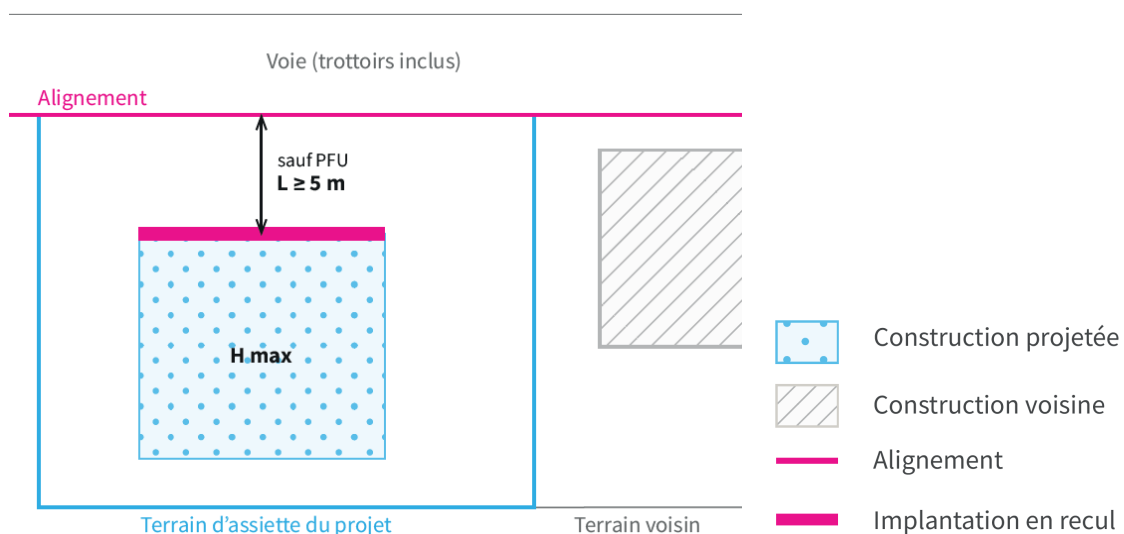 Voie (trottoirs inclus)
Alignement
sauf PFU
L ≥ 5 m
H max
Terrain d’assiette du projet
Terrain voisin
Construction projetée
Construction voisine
Alignement
Implantation en recul